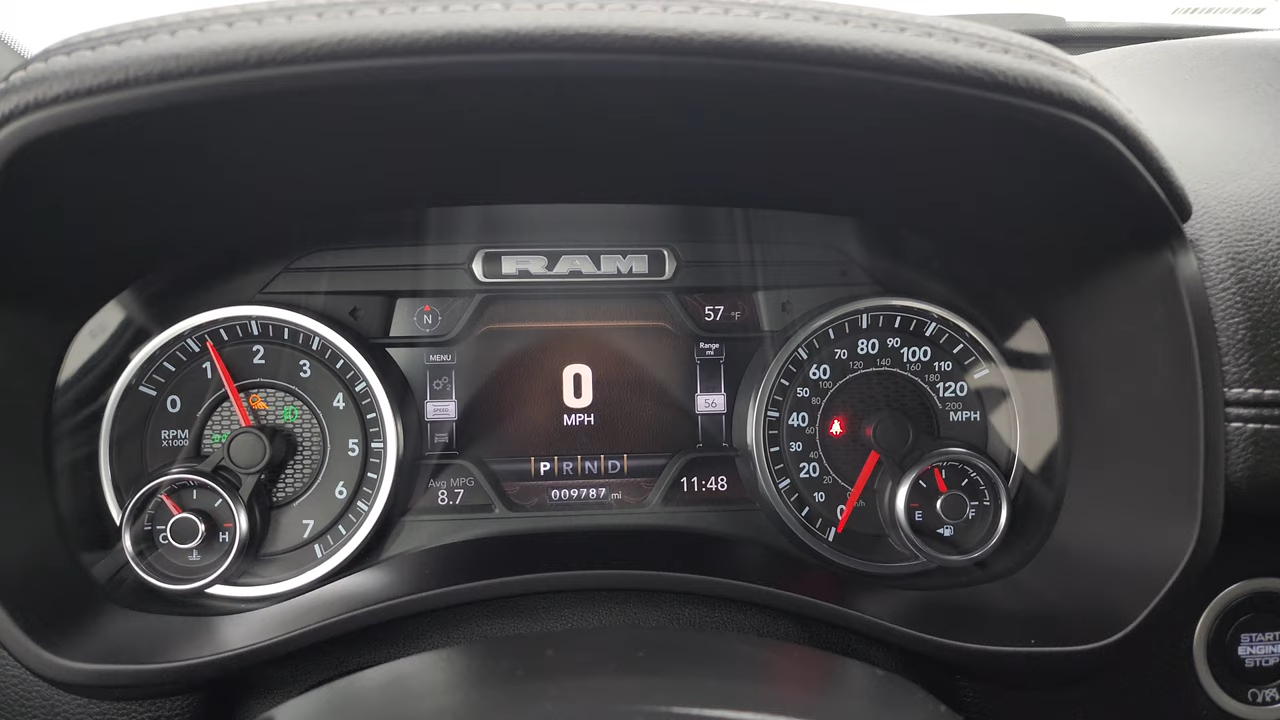 RAM
N
57 °F
MENU
Range
mi
SPEED
56
0
MPH
P R N D
Avg MPG
8.7
009787 mi
11:48
0 1 2 3 4 5 6 7
RPM
X1000
C H
0 10 20 30 40 50 60 70 80 90 100 110 120
MPH
60 80 100 120 140 160 180 200
km/h
E F
START
ENGINE
STOP